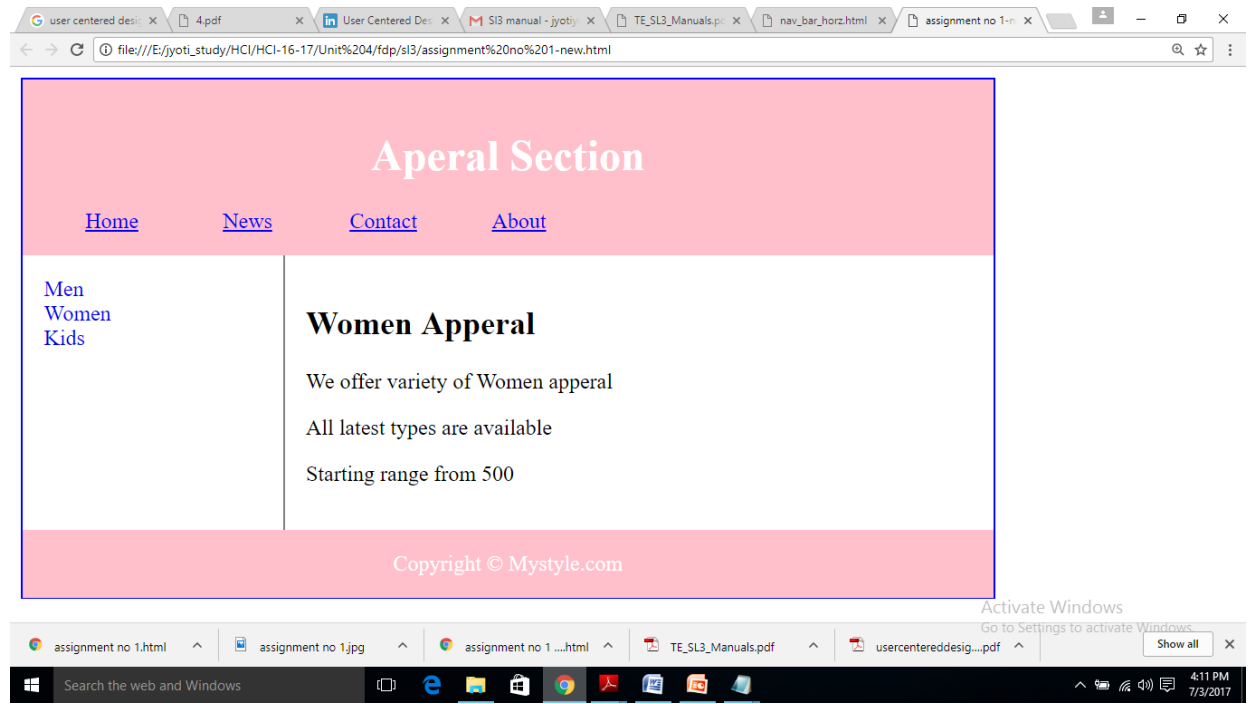 user centered desig
4.pdf
User Centered Des
Sl3 manual - jyotiy
TE_SL3_Manuals.pd
nav_bar_horz.html
assignment no 1-n
file:///E:/jyoti_study/HCI/HCI-16-17/Unit%204/fdp/sl3/assignment%20no%201-new.html
Aperal Section
Home News Contact About
Men
Women
Kids
Women Apperal
We offer variety of Women apperal
All latest types are available
Starting range from 500
Copyright © Mystyle.com
Activate Windows
Go to Settings to activate Windows.
assignment no 1.html
assignment no 1.jpg
assignment no 1 ....html
TE_SL3_Manuals.pdf
usercentereddesig....pdf
Show all
Search the web and Windows
4:11 PM
7/3/2017